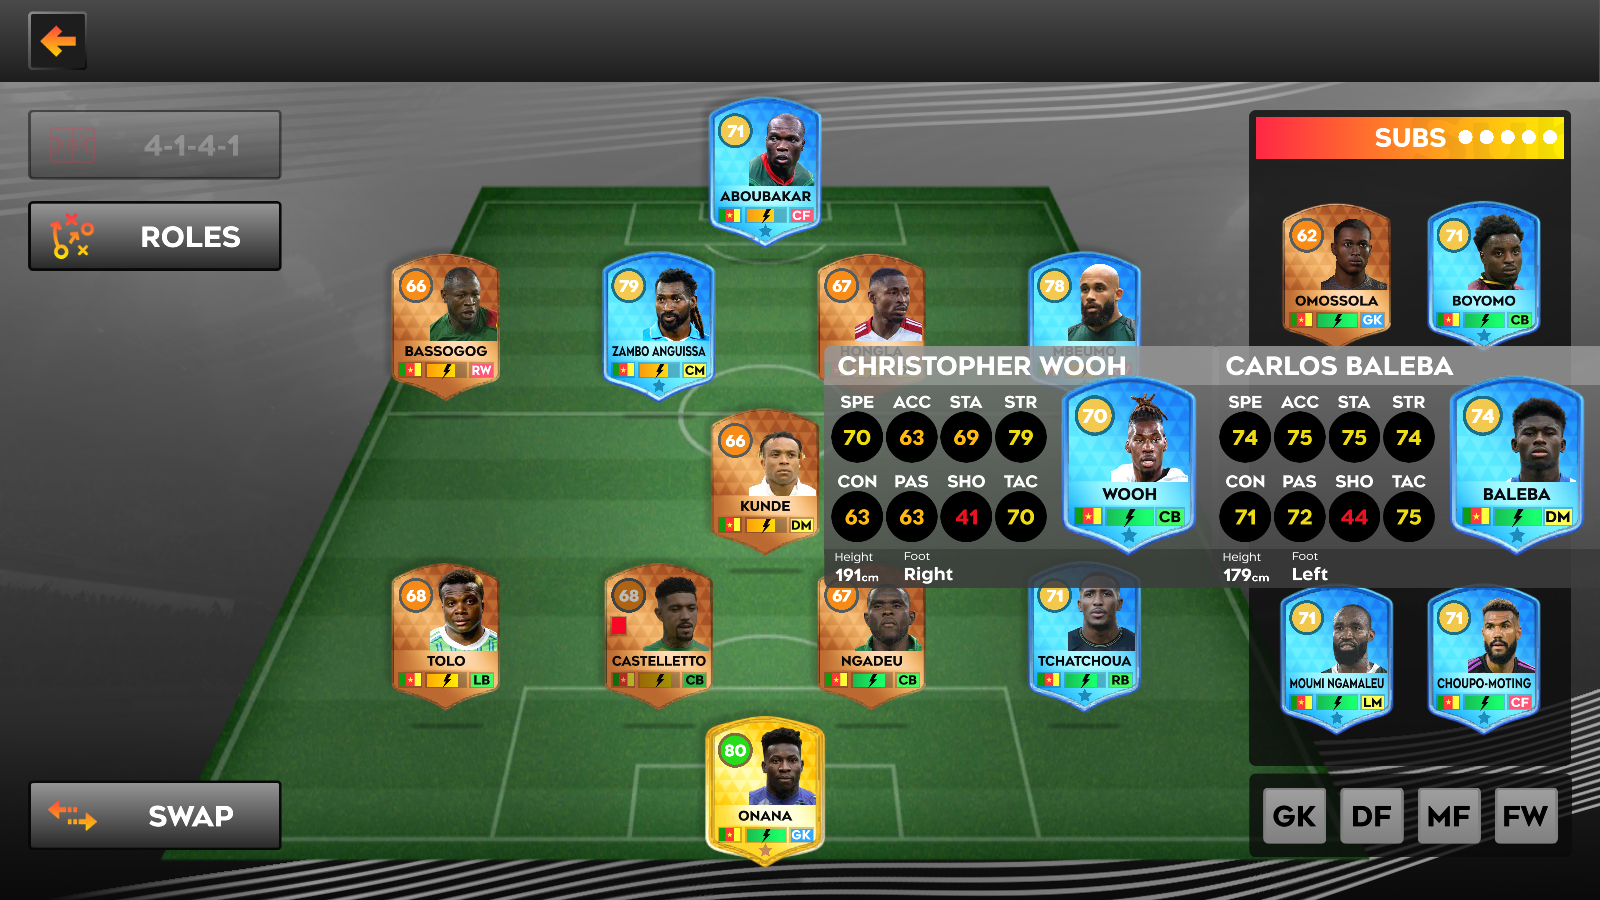 4-1-4-1
ROLES
SWAP
71
ABOUBAKAR
CF
66
BASSOGOG
RW
79
ZAMBO ANGUISSA
CM
67
HONGLA
78
MBEUMO
66
KUNDE
DM
68
TOLO
LB
68
CASTELLETTO
CB
67
NGADEU
CB
71
TCHATCHOUA
RB
80
ONANA
GK
SUBS
62
OMOSSOLA
GK
71
BOYOMO
CB
CHRISTOPHER WOOH
SPE ACC STA STR
70 63 69 79
CON PAS SHO TAC
63 63 41 70
Height Foot
191cm Right
70
WOOH
CB
CARLOS BALEBA
SPE ACC STA STR
74 75 75 74
CON PAS SHO TAC
71 72 44 75
Height Foot
179cm Left
74
BALEBA
DM
71
MOUMI NGAMALEU
LM
71
CHOUPO-MOTING
CF
GK DF MF FW